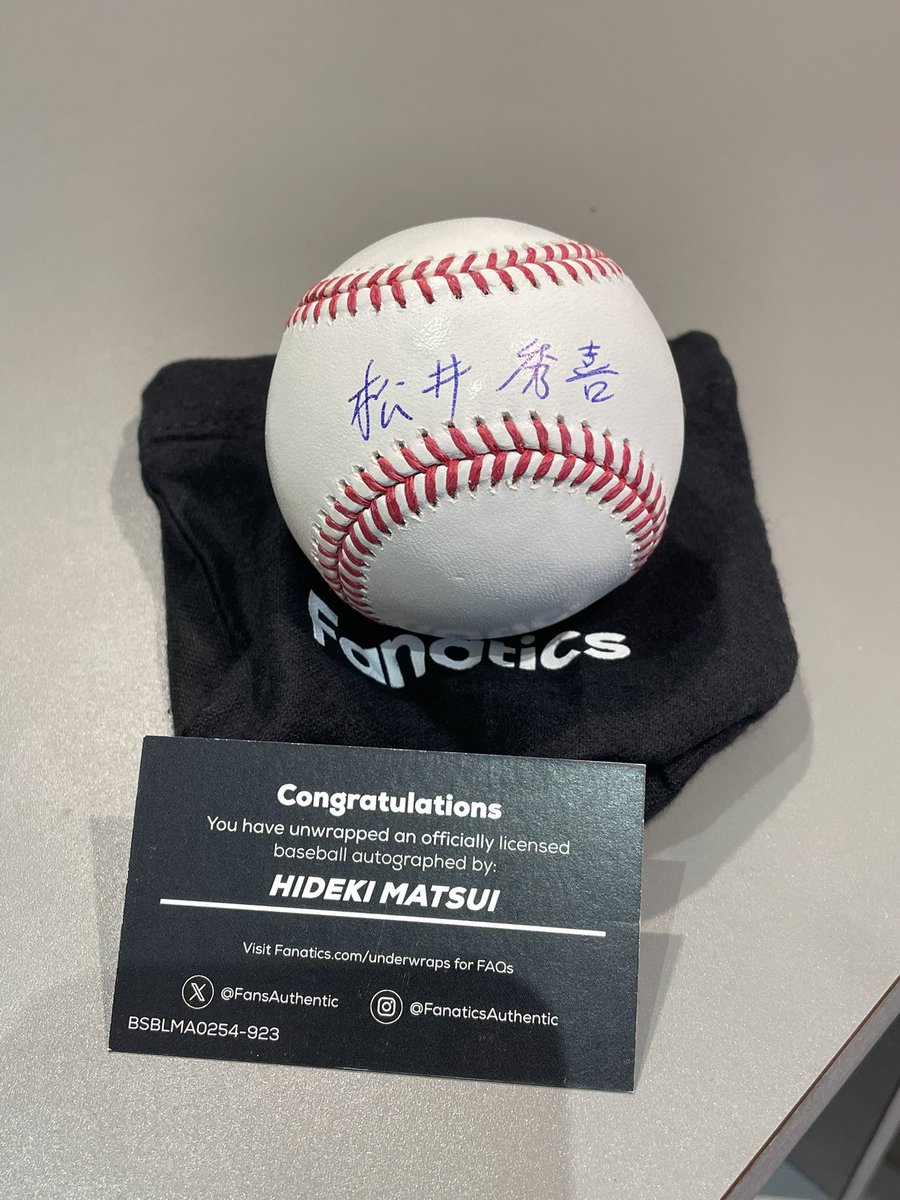 松井 秀喜
Fanatics
Congratulations
You have unwrapped an officially licensed
baseball autographed by:
HIDEKI MATSUI
Visit Fanatics.com/underwraps for FAQs
@FansAuthentic
@FanaticsAuthentic
BSBLMA0254-923